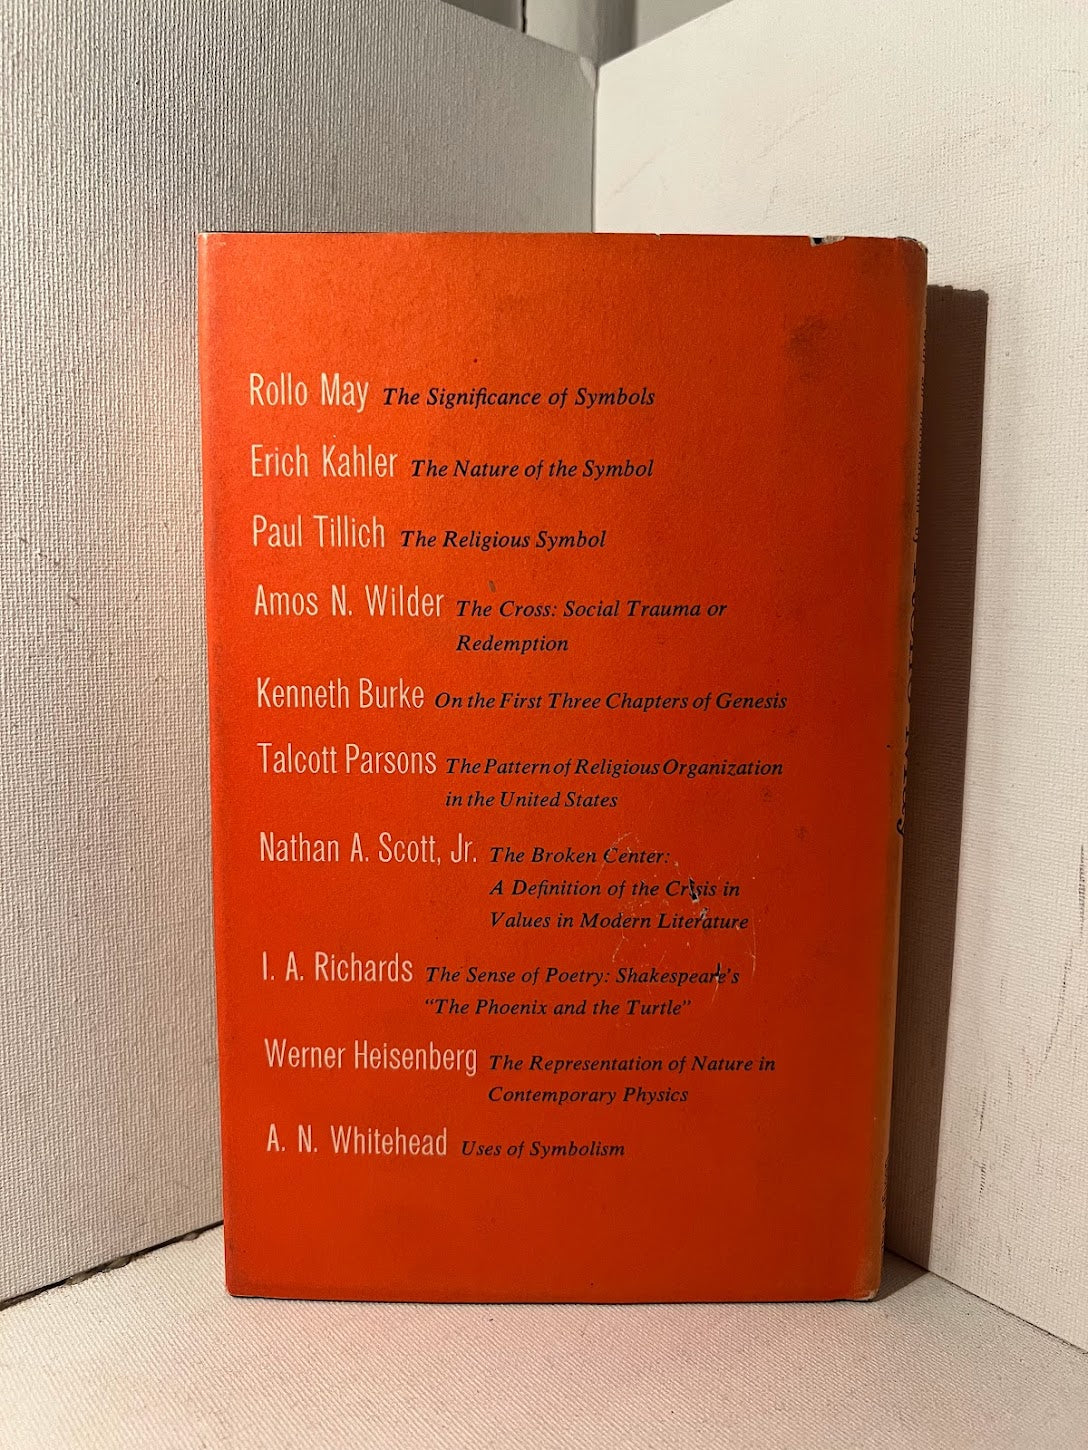 Rollo May The Significance of Symbols
Erich Kahler The Nature of the Symbol
Paul Tillich The Religious Symbol
Amos N. Wilder The Cross: Social Trauma or
Redemption
Kenneth Burke On the First Three Chapters of Genesis
Talcott Parsons The Pattern of Religious Organization
in the United States
Nathan A. Scott, Jr. The Broken Center:
A Definition of the Crisis in
Values in Modern Literature
I. A. Richards The Sense of Poetry: Shakespeare's
"The Phoenix and the Turtle"
Werner Heisenberg The Representation of Nature in
Contemporary Physics
A. N. Whitehead Uses of Symbolism